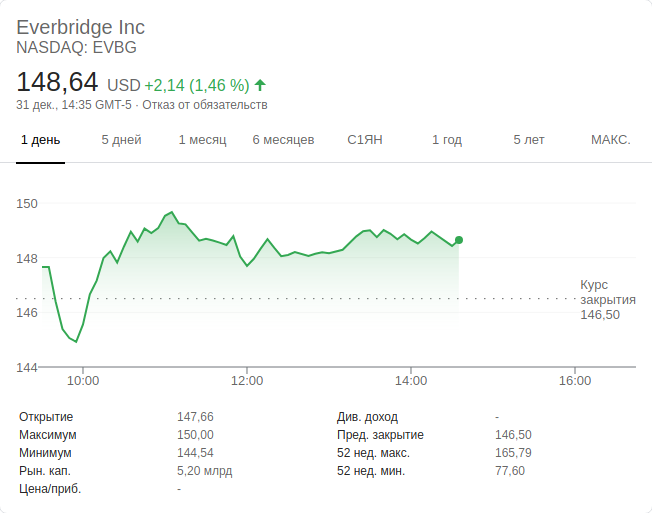 Everbridge Inc
NASDAQ: EVBG
148,64 USD +2,14 (1,46 %)
31 дек., 14:35 GMT-5 · Отказ от обязательств
1 день 5 дней 1 месяц 6 месяцев С1ЯН 1 год 5 лет МАКС.
150
148
146
144
Курс
закрытия
146,50
10:00 12:00 14:00 16:00
Открытие 147,66 Див. доход -
Максимум 150,00 Пред. закрытие 146,50
Минимум 144,54 52 нед. макс. 165,79
Рын. кап. 5,20 млрд 52 нед. мин. 77,60
Цена/приб. -